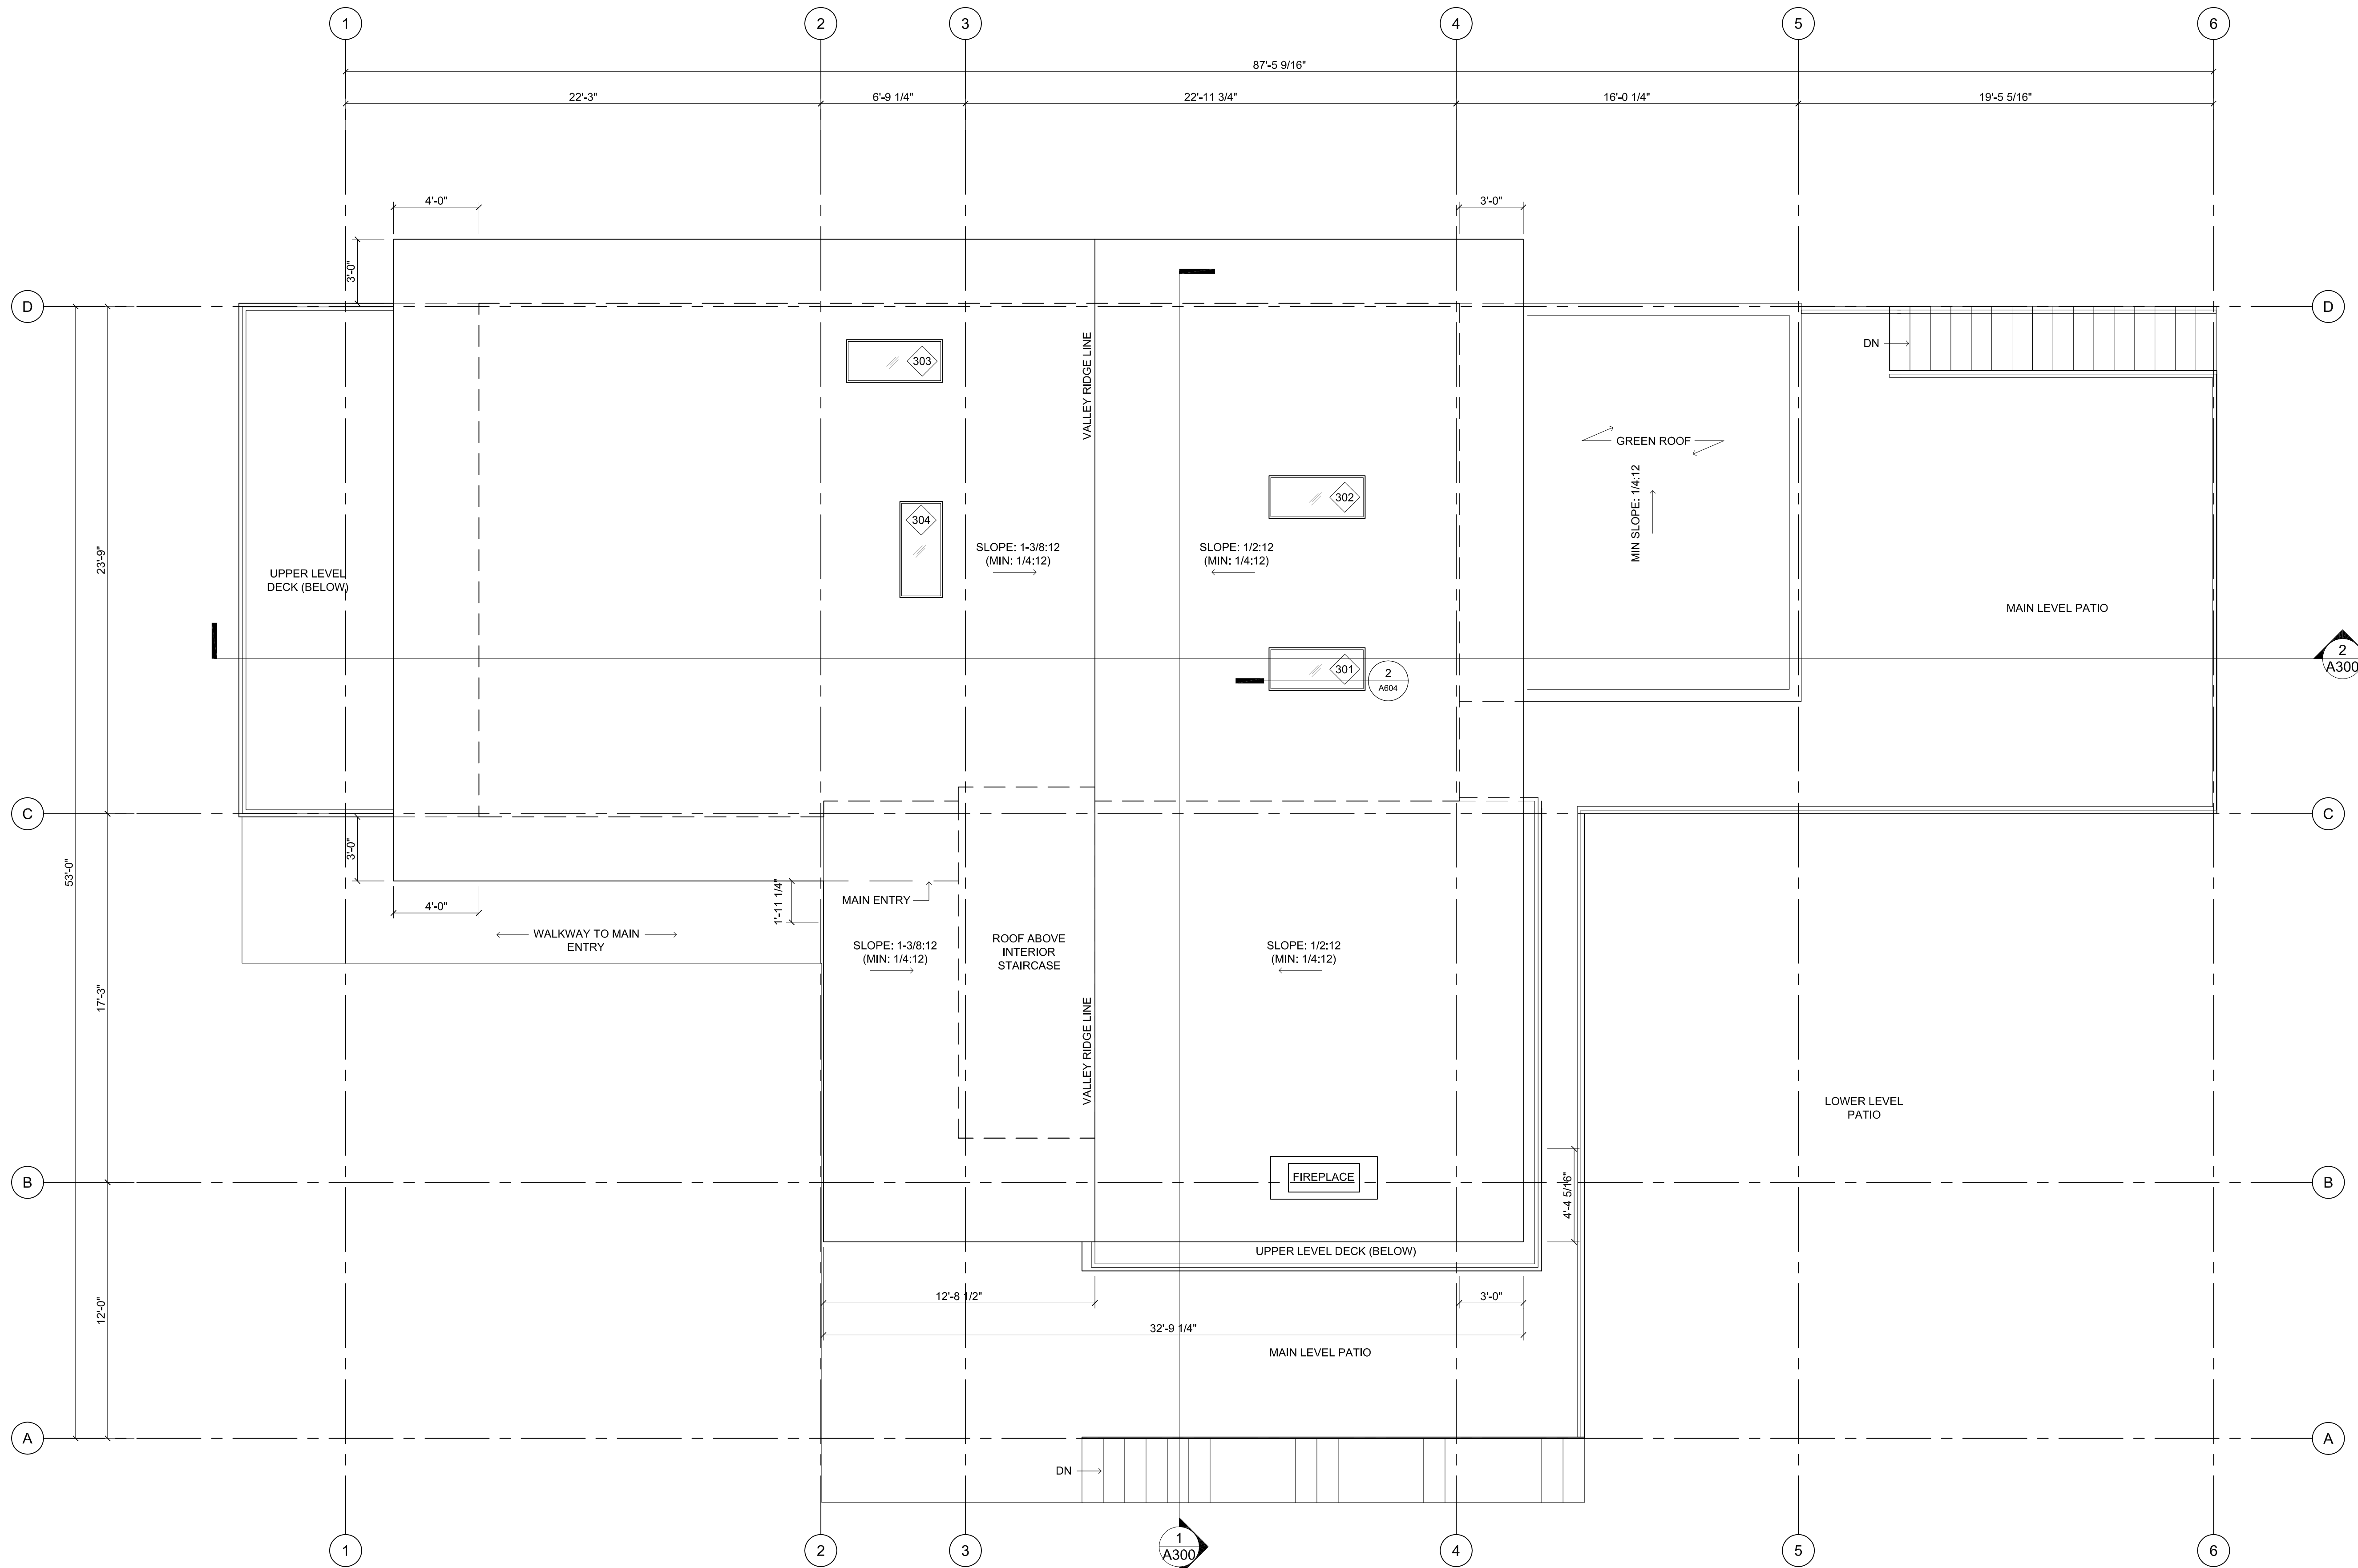 1 2 3 4 5 6
87'-5 9/16"
22'-3" 6'-9 1/4" 22'-11 3/4" 16'-0 1/4" 19'-5 5/16"
4'-0" 3'-0"
3'-0"
D D
DN
303
VALLEY RIDGE LINE
GREEN ROOF
MIN SLOPE: 1/4:12
302
304
SLOPE: 1-3/8:12
(MIN: 1/4:12)
SLOPE: 1/2:12
(MIN: 1/4:12)
23'-9"
UPPER LEVEL
DECK (BELOW)
MAIN LEVEL PATIO
2
A300
301
2
A604
C C
3'-0"
53'-0"
4'-0"
1'-11 1/4"
MAIN ENTRY
WALKWAY TO MAIN
ENTRY
SLOPE: 1-3/8:12
(MIN: 1/4:12)
ROOF ABOVE
INTERIOR
STAIRCASE
SLOPE: 1/2:12
(MIN: 1/4:12)
17'-3"
VALLEY RIDGE LINE
LOWER LEVEL
PATIO
B B
FIREPLACE
4'-4 5/16"
UPPER LEVEL DECK (BELOW)
12'-0"
12'-8 1/2" 3'-0"
32'-9 1/4"
MAIN LEVEL PATIO
A A
DN
1
A300
1 2 3 4 5 6